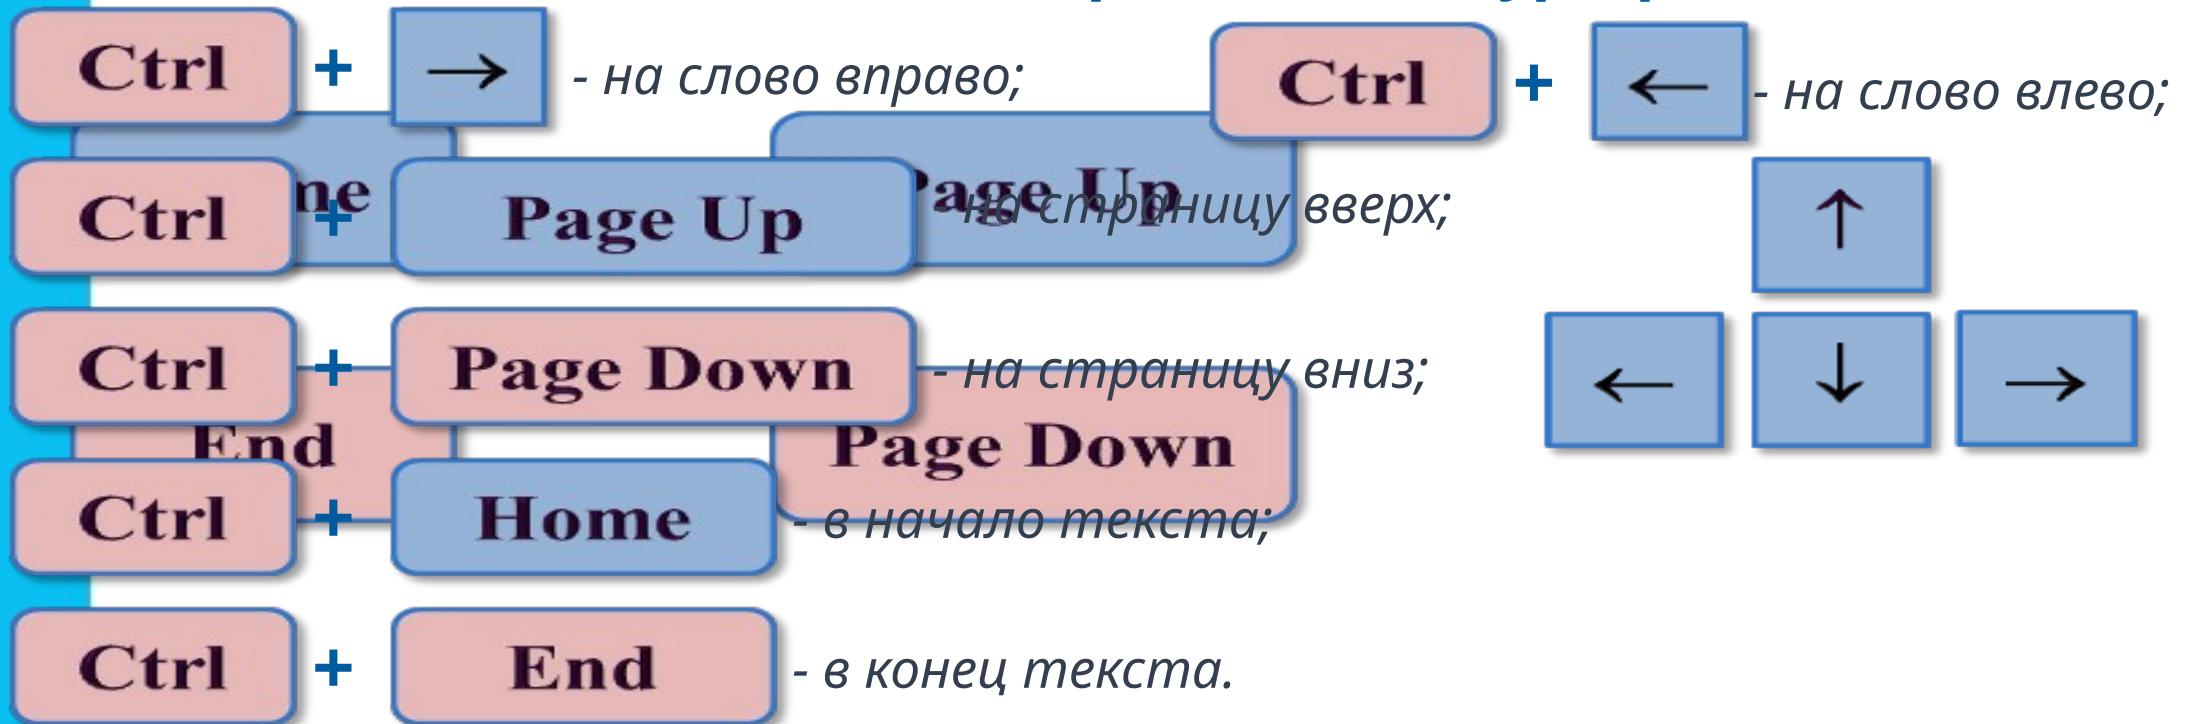 Ctrl + → - на слово вправо; Ctrl + ← - на слово влево;
me Page Up
Ctrl + Page Up - на страницу вверх;
↑
Ctrl + Page Down - на страницу вниз;
← ↓ →
End Page Down
Ctrl + Home - в начало текста;
Ctrl + End - в конец текста.